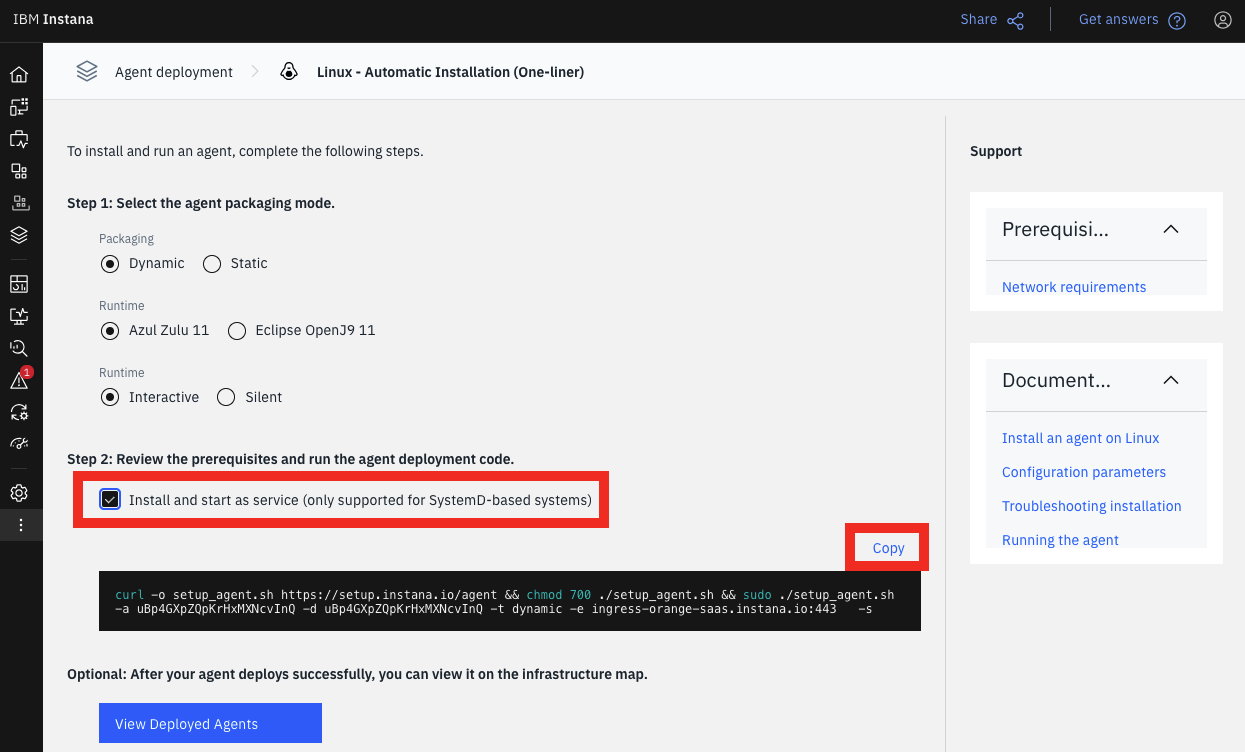 IBM Instana
Share
Get answers
Agent deployment
Linux - Automatic Installation (One-liner)
To install and run an agent, complete the following steps.
Step 1: Select the agent packaging mode.
Packaging
Dynamic
Static
Runtime
Azul Zulu 11
Eclipse OpenJ9 11
Runtime
Interactive
Silent
Step 2: Review the prerequisites and run the agent deployment code.
Install and start as service (only supported for SystemD-based systems)
Copy
curl -o setup_agent.sh https://setup.instana.io/agent && chmod 700 ./setup_agent.sh && sudo ./setup_agent.sh
-a uBp4GXpZQpKrHxMXNcvInQ -d uBp4GXpZQpKrHxMXNcvInQ -t dynamic -e ingress-orange-saas.instana.io:443   -s
Optional: After your agent deploys successfully, you can view it on the infrastructure map.
View Deployed Agents
Support
Prerequisi...
Network requirements
Document...
Install an agent on Linux
Configuration parameters
Troubleshooting installation
Running the agent
1